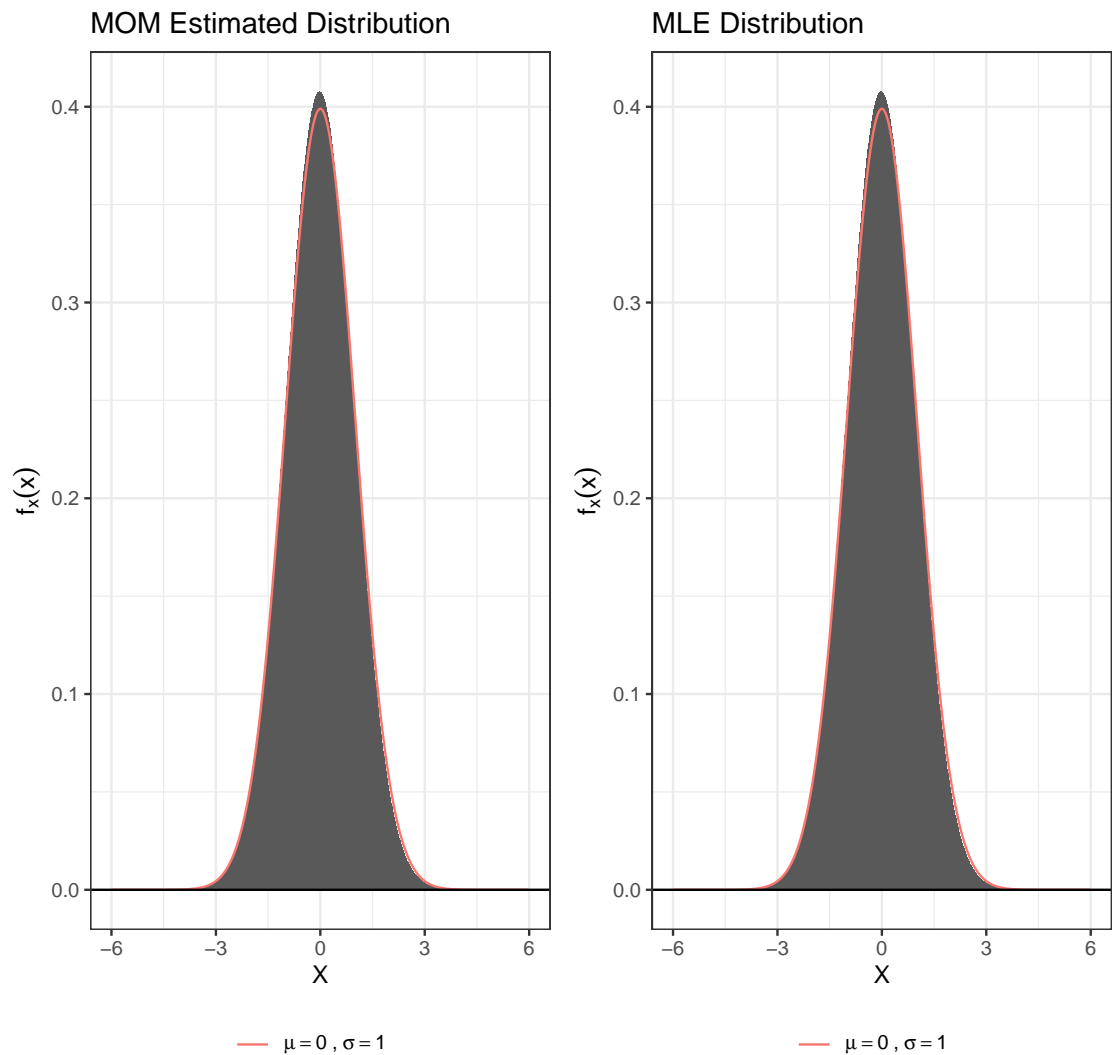 MOM Estimated Distribution
fx(x)
0.4
0.3
0.2
0.1
0.0
−6 −3 0 3 6
X
μ = 0 , σ = 1
MLE Distribution
fx(x)
0.4
0.3
0.2
0.1
0.0
−6 −3 0 3 6
X
μ = 0 , σ = 1